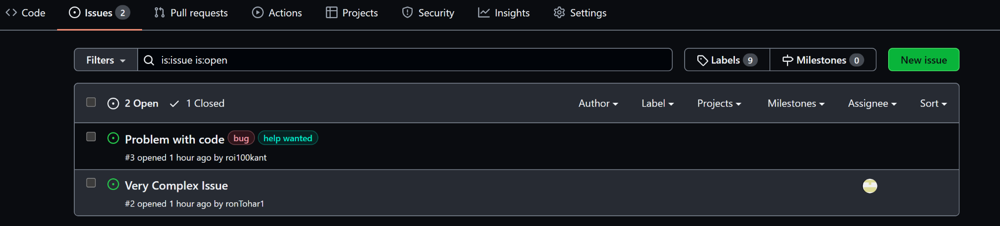 Code Issues 2 Pull requests Actions Projects Security Insights Settings
Filters is:issue is:open Labels 9 Milestones 0 New issue
2 Open 1 Closed Author Label Projects Milestones Assignee Sort
Problem with code bug help wanted
#3 opened 1 hour ago by roi100kant
Very Complex Issue
#2 opened 1 hour ago by ronTohar1